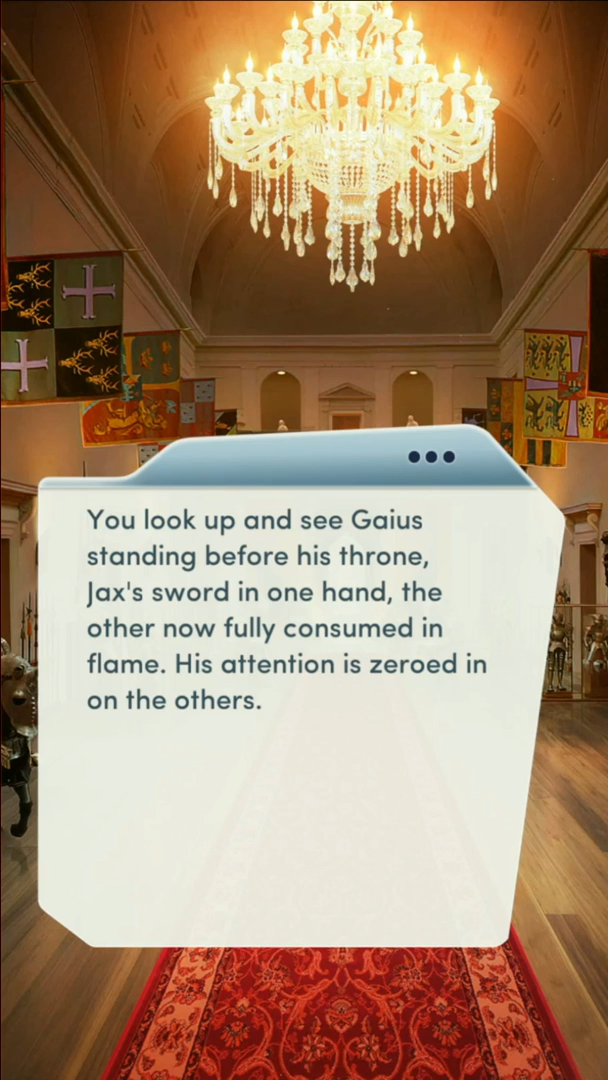 You look up and see Gaius
standing before his throne,
Jax's sword in one hand, the
other now fully consumed in
flame. His attention is zeroed in
on the others.